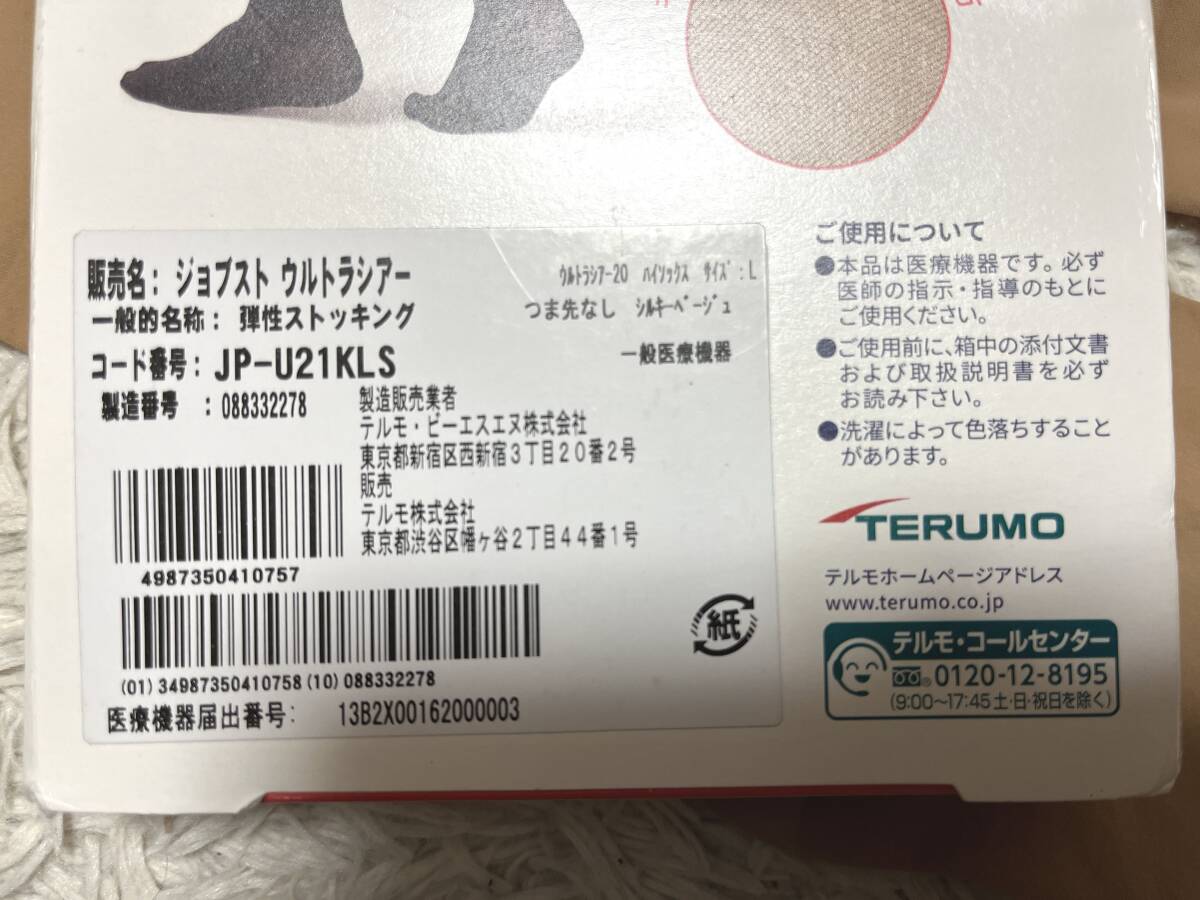 販売名: ジョブスト ウルトラシアー
ｳﾙﾄﾗｼｱｰ20 ﾊｲｿｯｸｽ ｻｲｽﾞ:L
一般的名称: 弾性ストッキング
つま先なし ｼﾙｷｰﾍﾞｰｼﾞｭ
コード番号: JP-U21KLS
一般医療機器
製造番号 :088332278
製造販売業者
テルモ・ビーエスエヌ株式会社
東京都新宿区西新宿3丁目20番2号
販売
テルモ株式会社
東京都渋谷区幡ヶ谷2丁目44番1号
4987350410757
(01)34987350410758(10)088332278
医療機器届出番号: 13B2X00162000003
紙
ご使用について
●本品は医療機器です。必ず
医師の指示・指導のもとに
ご使用ください。
●ご使用前に、箱中の添付文書
および取扱説明書を必ず
お読み下さい。
●洗濯によって色落ちすること
があります。
TERUMO
テルモホームページアドレス
www.terumo.co.jp
テルモ・コールセンター
0120-12-8195
(9:00〜17:45 土・日・祝日を除く)